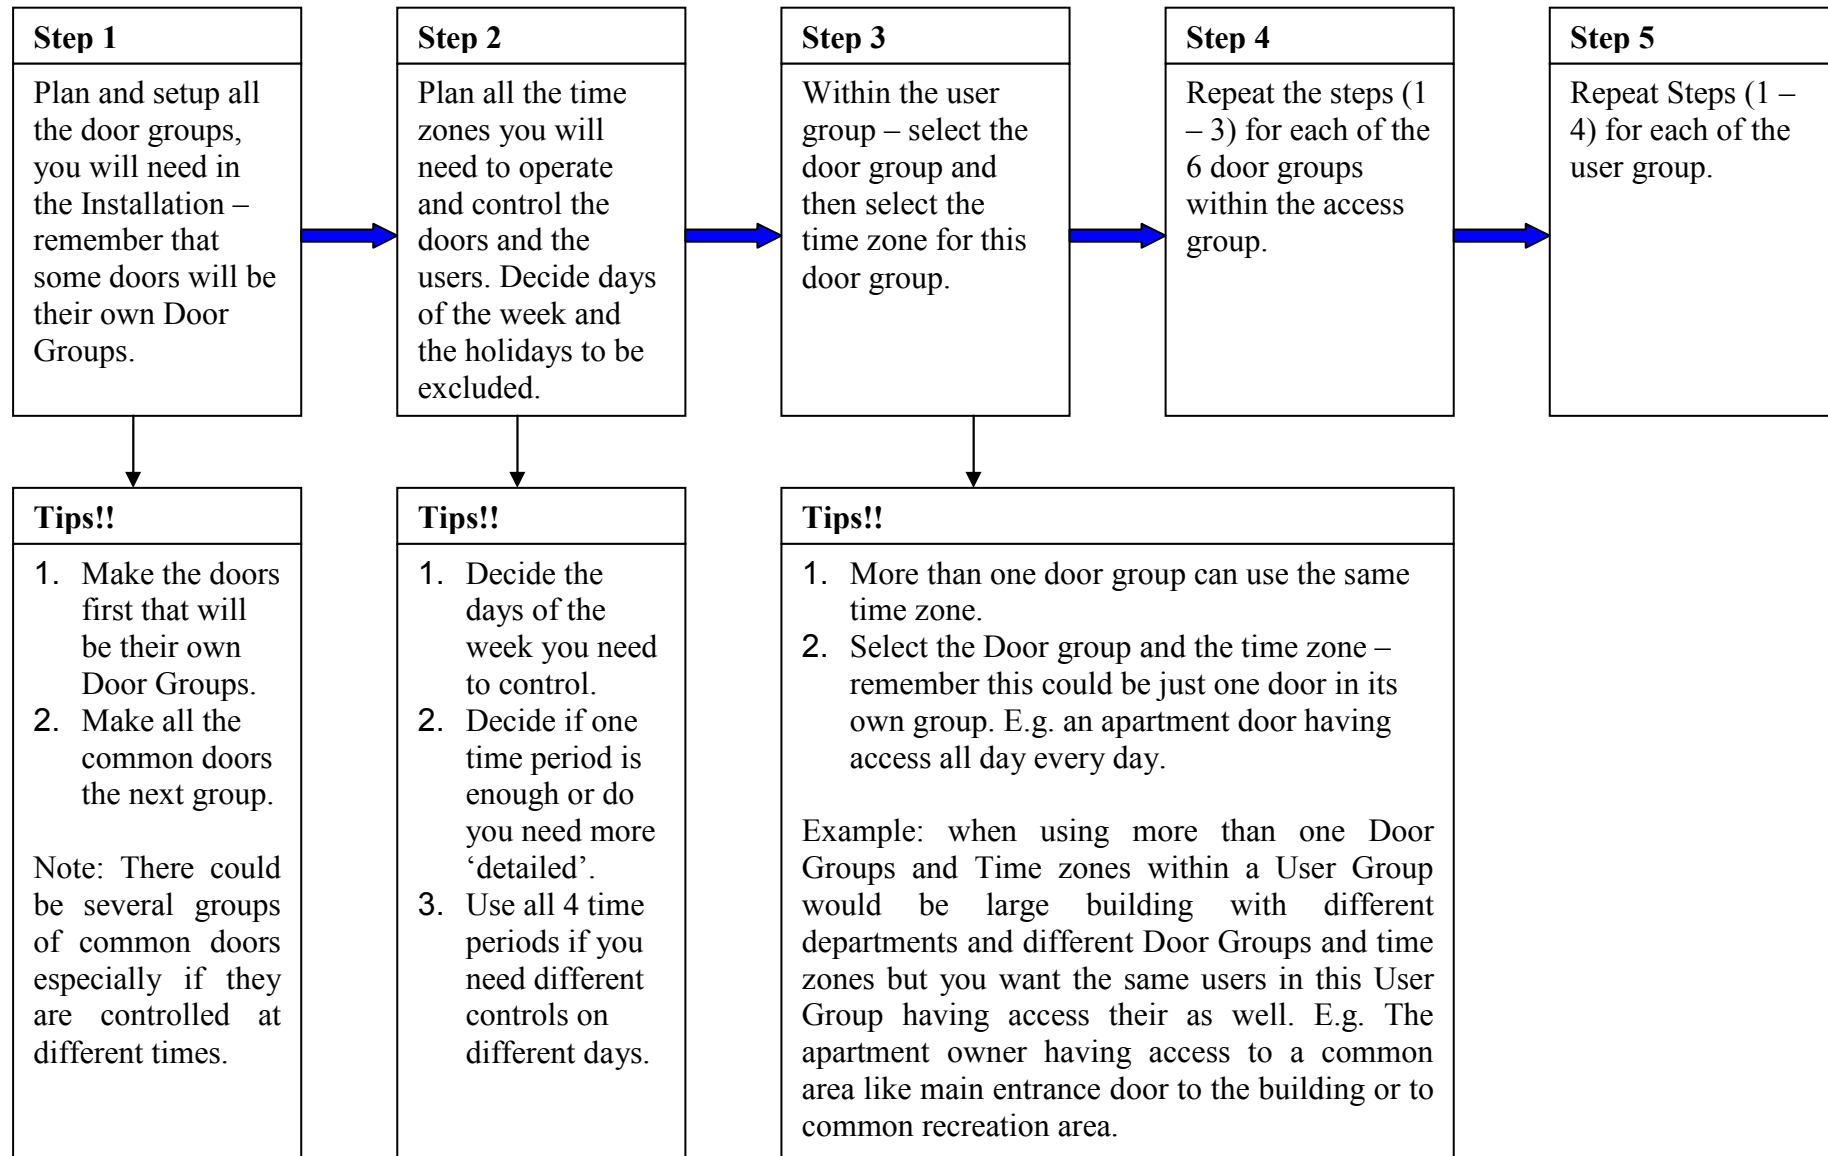 Step 1
Plan and setup all
the door groups,
you will need in
the Installation –
remember that
some doors will be
their own Door
Groups.
Step 2
Plan all the time
zones you will
need to operate
and control the
doors and the
users. Decide days
of the week and
the holidays to be
excluded.
Step 3
Within the user
group – select the
door group and
then select the
time zone for this
door group.
Step 4
Repeat the steps (1
– 3) for each of the
6 door groups
within the access
group.
Step 5
Repeat Steps (1 –
4) for each of the
user group.
Tips!!
1. Make the doors
first that will
be their own
Door Groups.
2. Make all the
common doors
the next group.
Note: There could
be several groups
of common doors
especially if they
are controlled at
different times.
Tips!!
1. Decide the
days of the
week you need
to control.
2. Decide if one
time period is
enough or do
you need more
‘detailed’.
3. Use all 4 time
periods if you
need different
controls on
different days.
Tips!!
1. More than one door group can use the same
time zone.
2. Select the Door group and the time zone –
remember this could be just one door in its
own group. E.g. an apartment door having
access all day every day.
Example: when using more than one Door
Groups and Time zones within a User Group
would be large building with different
departments and different Door Groups and time
zones but you want the same users in this User
Group having access their as well. E.g. The
apartment owner having access to a common
area like main entrance door to the building or to
common recreation area.